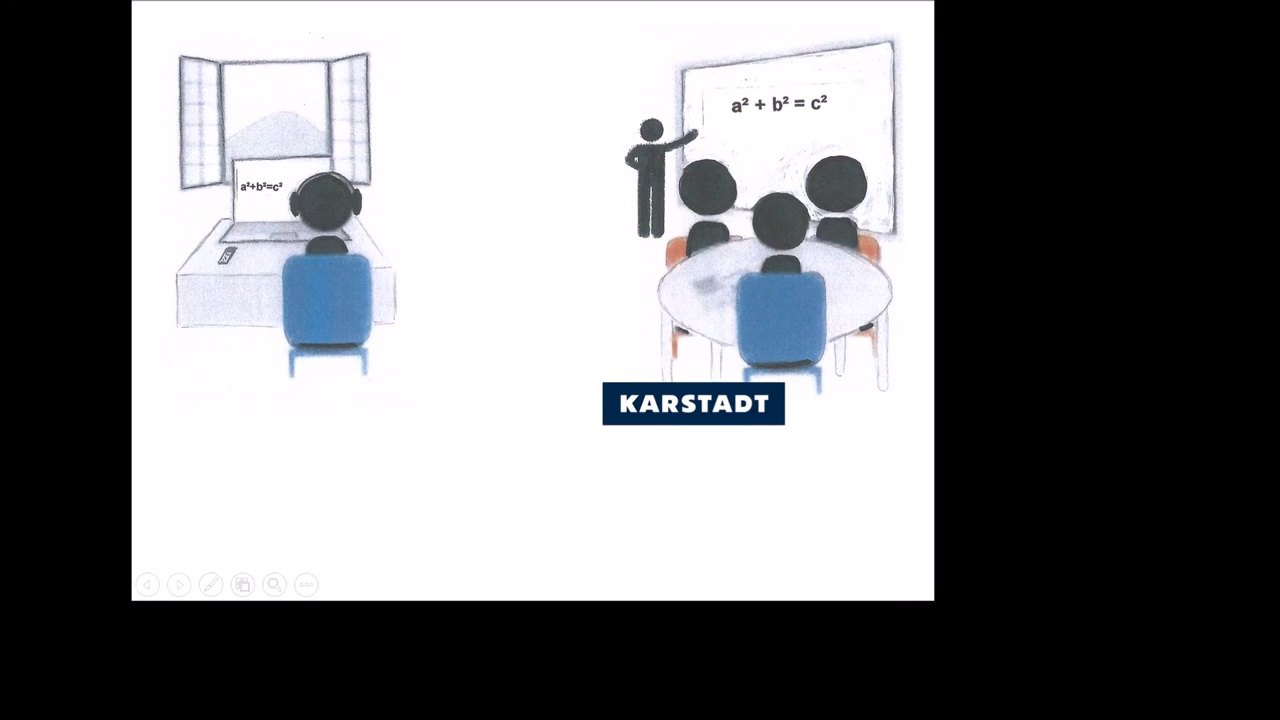 a²+b²=c²
a² + b² = c²
KARSTADT